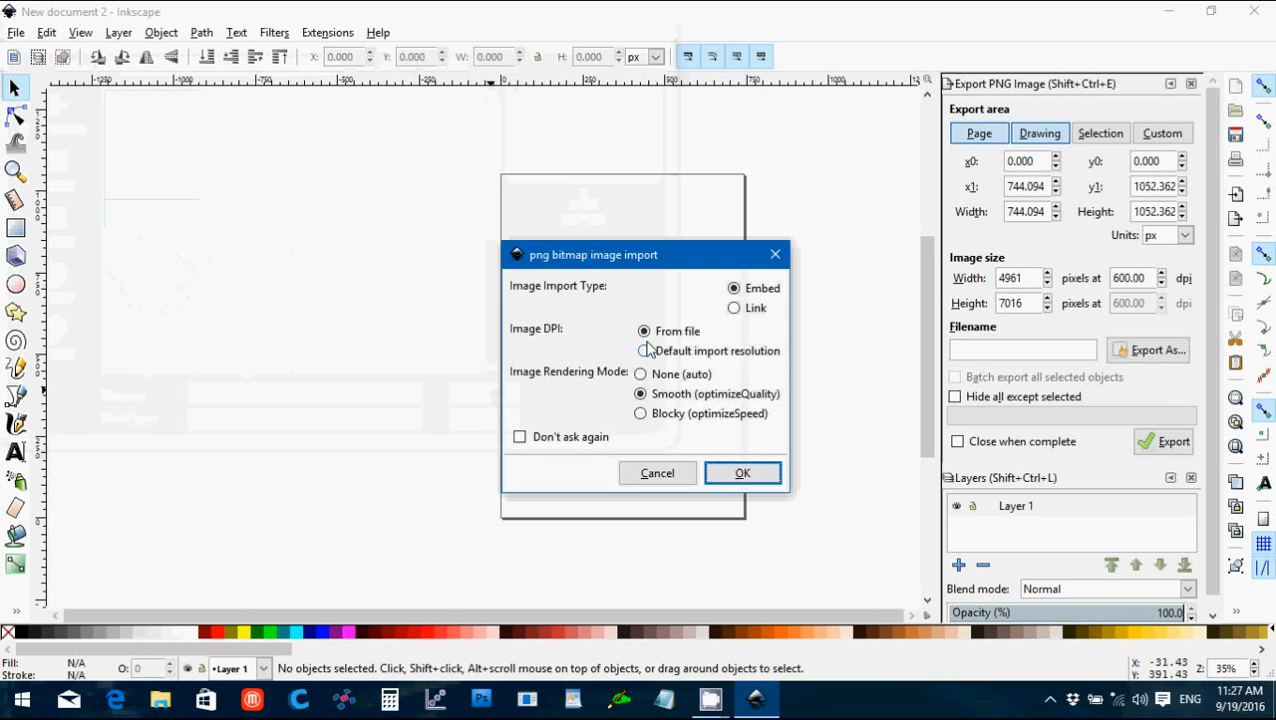 New document 2 - Inkscape
File Edit View Layer Object Path Text Filters Extensions Help
X: 0.000 Y: 0.000 W: 0.000 H: 0.000 px
Export PNG Image (Shift+Ctrl+E)
Export area
Page Drawing Selection Custom
x0: 0.000 y0: 0.000
x1: 744.094 y1: 1052.362
Width: 744.094 Height: 1052.362
Units: px
Image size
Width: 4961 pixels at 600.00 dpi
Height: 7016 pixels at 600.00 dpi
Filename
Export As...
Batch export all selected objects
Hide all except selected
Close when complete Export
Layers (Shift+Ctrl+L)
Layer 1
Blend mode: Normal
Opacity (%) 100.0
png bitmap image import
Image Import Type: Embed
Link
Image DPI: From file
Default import resolution
Image Rendering Mode: None (auto)
Smooth (optimizeQuality)
Blocky (optimizeSpeed)
Don't ask again
Cancel OK
Fill: N/A
Stroke: N/A
O: 0
Layer 1
No objects selected. Click, Shift+click, Alt+scroll mouse on top of objects, or drag around objects to select.
X: -31.43
Y: 391.43
Z: 35%
ENG
11:27 AM
9/19/2016